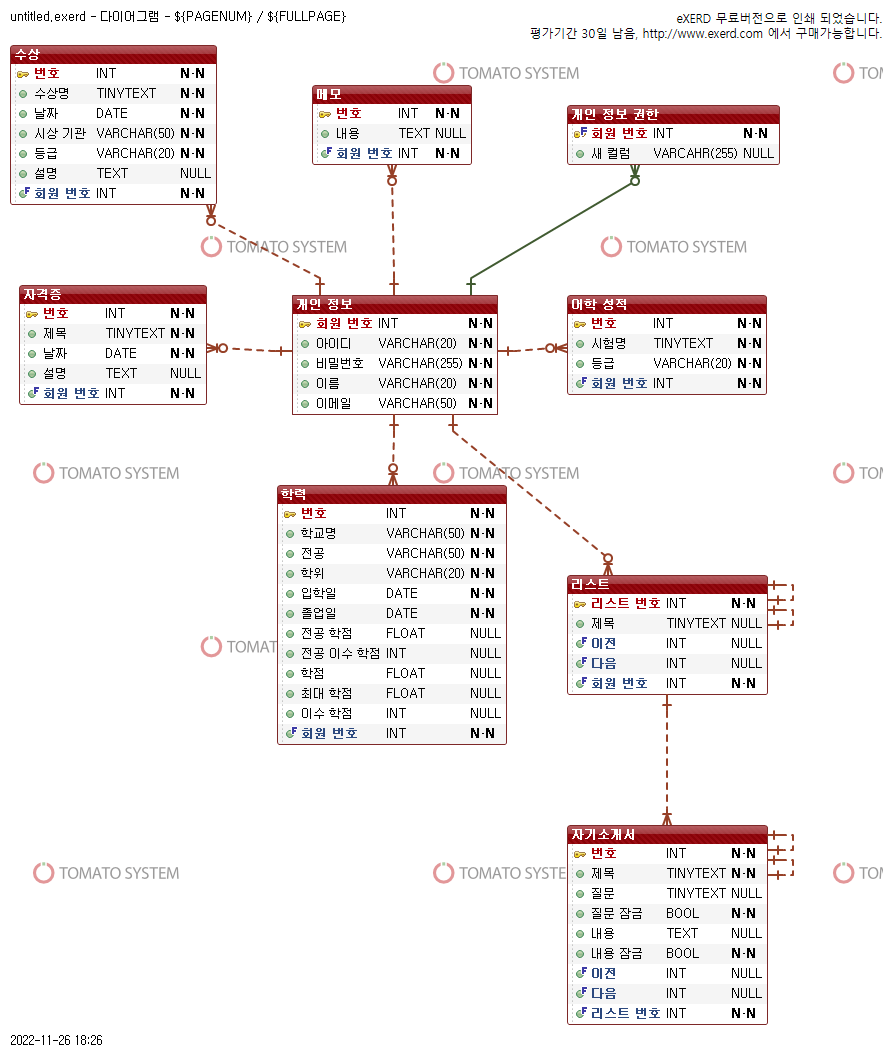 untitled.exerd - 다이어그램 - ${PAGENUM} / ${FULLPAGE}
eXERD 무료버전으로 인쇄 되었습니다.
평가기간 30일 남음, http://www.exerd.com 에서 구매가능합니다.
수상
번호 INT N-N
수상명 TINYTEXT N-N
날짜 DATE N-N
시상 기관 VARCHAR(50) N-N
등급 VARCHAR(20) N-N
설명 TEXT NULL
회원 번호 INT N-N
메모
번호 INT N-N
내용 TEXT NULL
회원 번호 INT N-N
개인 정보 권한
회원 번호 INT N-N
새 컬럼 VARCAHR(255) NULL
TOMATO SYSTEM
TO
TOMATO SYSTEM
TOMATO SYSTEM
자격증
번호 INT N-N
제목 TINYTEXT N-N
날짜 DATE N-N
설명 TEXT NULL
회원 번호 INT N-N
개인 정보
회원 번호 INT N-N
아이디 VARCHAR(20) N-N
비밀번호 VARCHAR(255) N-N
이름 VARCHAR(20) N-N
이메일 VARCHAR(50) N-N
어학 성적
번호 INT N-N
시험명 TINYTEXT N-N
등급 VARCHAR(20) N-N
회원 번호 INT N-N
TOMATO SYSTEM
TOMATO SYSTEM
TO
학력
번호 INT N-N
학교명 VARCHAR(50) N-N
전공 VARCHAR(50) N-N
학위 VARCHAR(20) N-N
입학일 DATE N-N
졸업일 DATE N-N
전공 학점 FLOAT NULL
전공 이수 학점 INT NULL
학점 FLOAT NULL
최대 학점 FLOAT NULL
이수 학점 INT NULL
회원 번호 INT N-N
TOMAT
리스트
리스트 번호 INT N-N
제목 TINYTEXT NULL
이전 INT NULL
다음 INT NULL
회원 번호 INT N-N
자기소개서
번호 INT N-N
제목 TINYTEXT N-N
질문 TINYTEXT NULL
질문 잠금 BOOL N-N
내용 TEXT NULL
내용 잠금 BOOL N-N
이전 INT NULL
다음 INT NULL
리스트 번호 INT N-N
TOMATO SYSTEM
TOMATO SYSTE
TO
2022-11-26 18:26